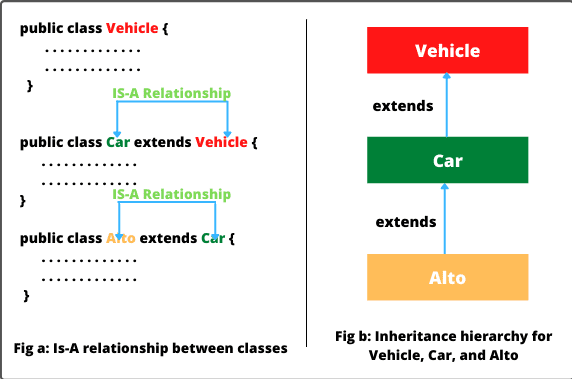 public class Vehicle {
. . . . . . . . . . . . .
. . . . . . . . . . . . .
}
IS-A Relationship
public class Car extends Vehicle {
. . . . . . . . . . . . .
. . . . . . . . . . . . .
}
IS-A Relationship
public class Alto extends Car {
. . . . . . . . . . . . .
. . . . . . . . . . . . .
}
Fig a: Is-A relationship between classes
Vehicle
extends
Car
extends
Alto
Fig b: Inheritance hierarchy for
Vehicle, Car, and Alto